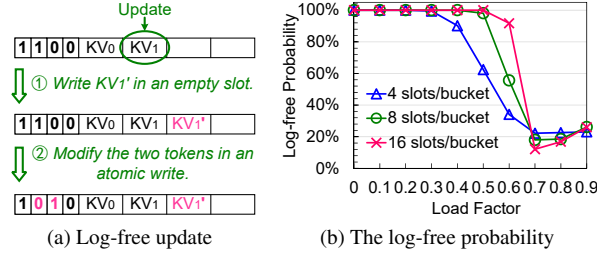 Update
1 1 0 0 KV0 KV1
① Write KV1' in an empty slot.
1 1 0 0 KV0 KV1 KV1'
② Modify the two tokens in an
atomic write.
1 0 1 0 KV0 KV1 KV1'
(a) Log-free update
Log-free Probability
100%
80%
60%
40%
20%
0%
4 slots/bucket
8 slots/bucket
16 slots/bucket
0 0.1 0.2 0.3 0.4 0.5 0.6 0.7 0.8 0.9
Load Factor
(b) The log-free probability